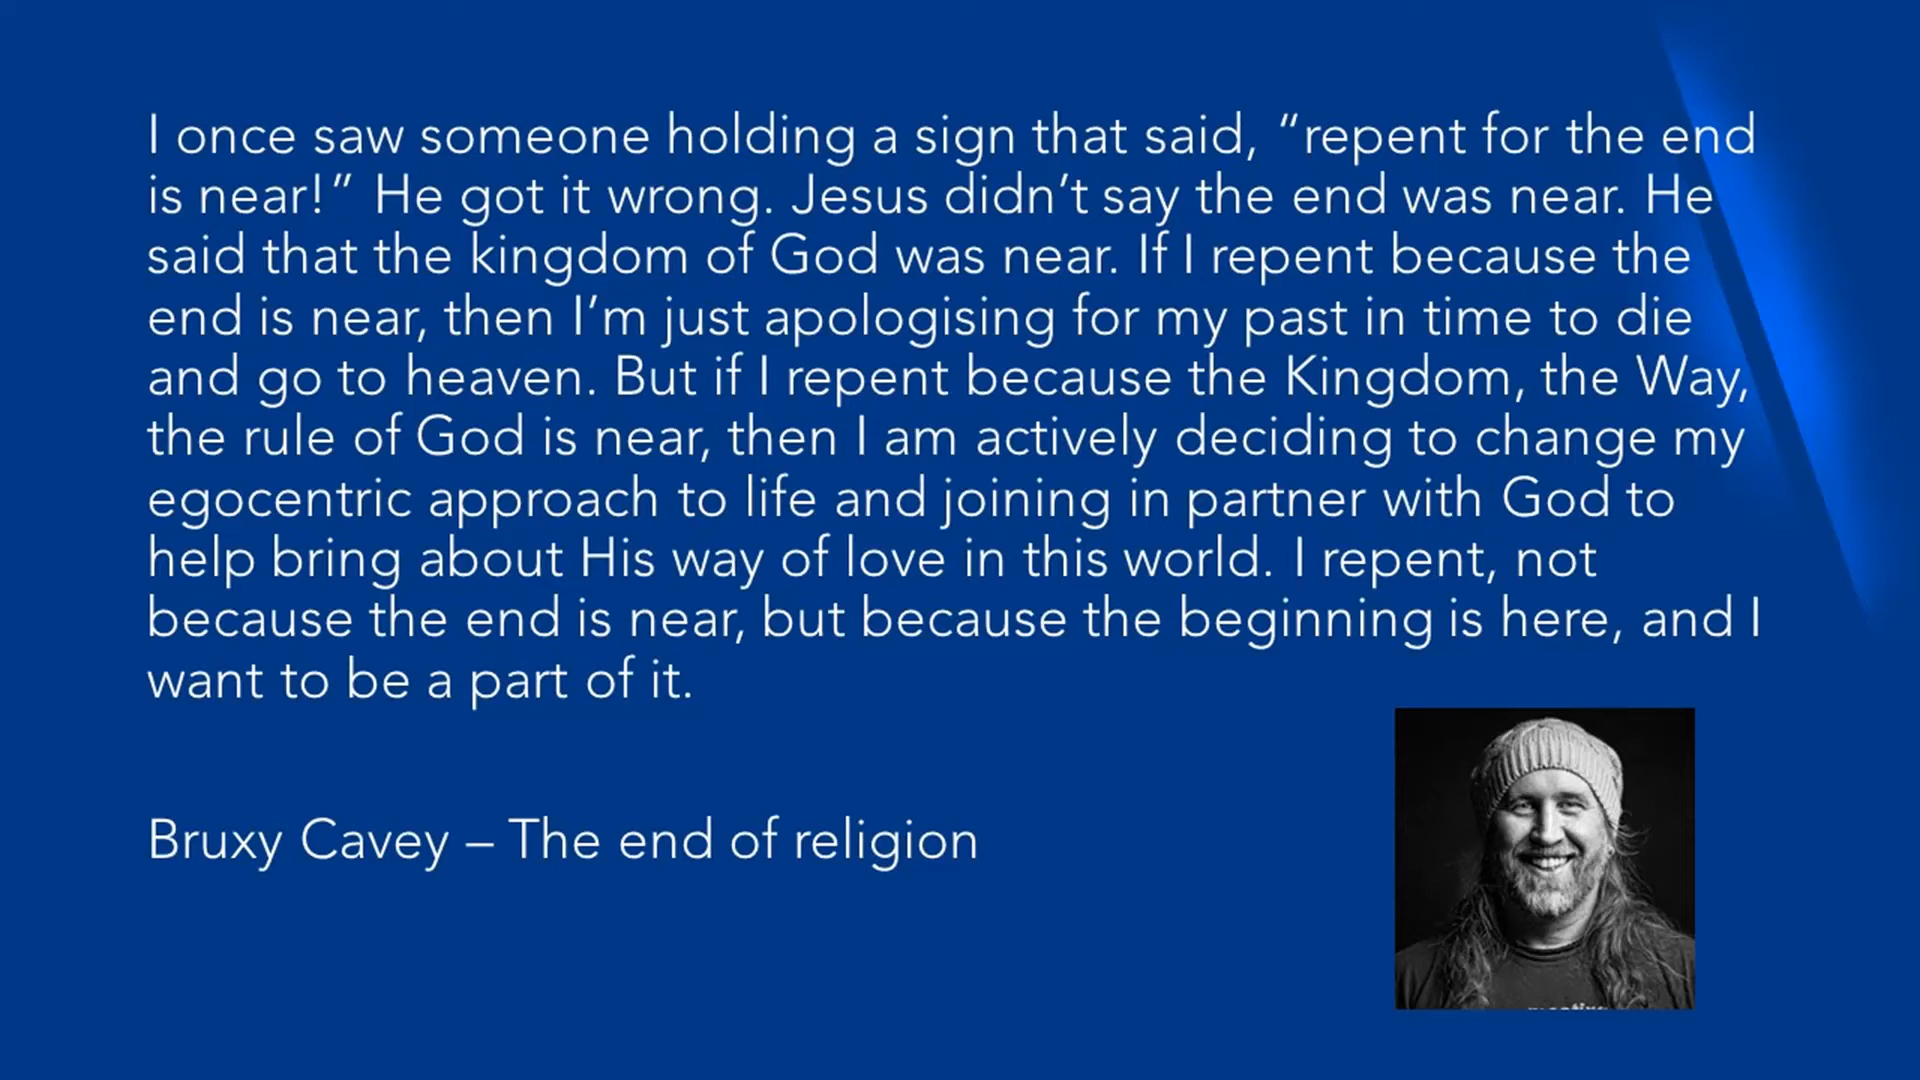 I once saw someone holding a sign that said, “repent for the end
is near!” He got it wrong. Jesus didn’t say the end was near. He
said that the kingdom of God was near. If I repent because the
end is near, then I’m just apologising for my past in time to die
and go to heaven. But if I repent because the Kingdom, the Way,
the rule of God is near, then I am actively deciding to change my
egocentric approach to life and joining in partner with God to
help bring about His way of love in this world. I repent, not
because the end is near, but because the beginning is here, and I
want to be a part of it.
Bruxy Cavey – The end of religion